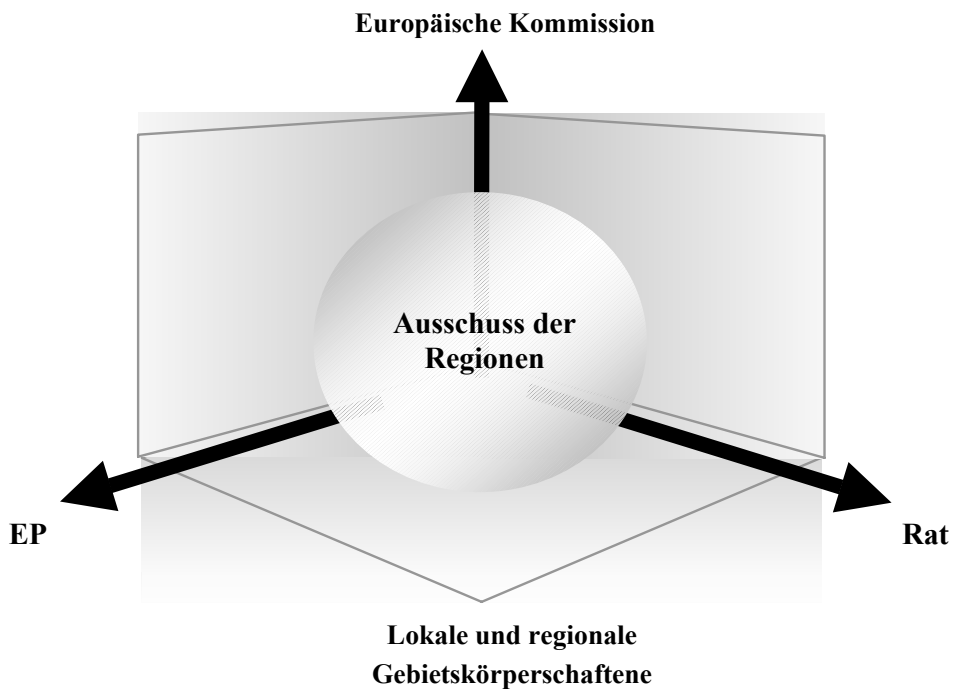 Europäische Kommission
Ausschuss der
Regionen
EP
Rat
Lokale und regionale
Gebietskörperschaftene